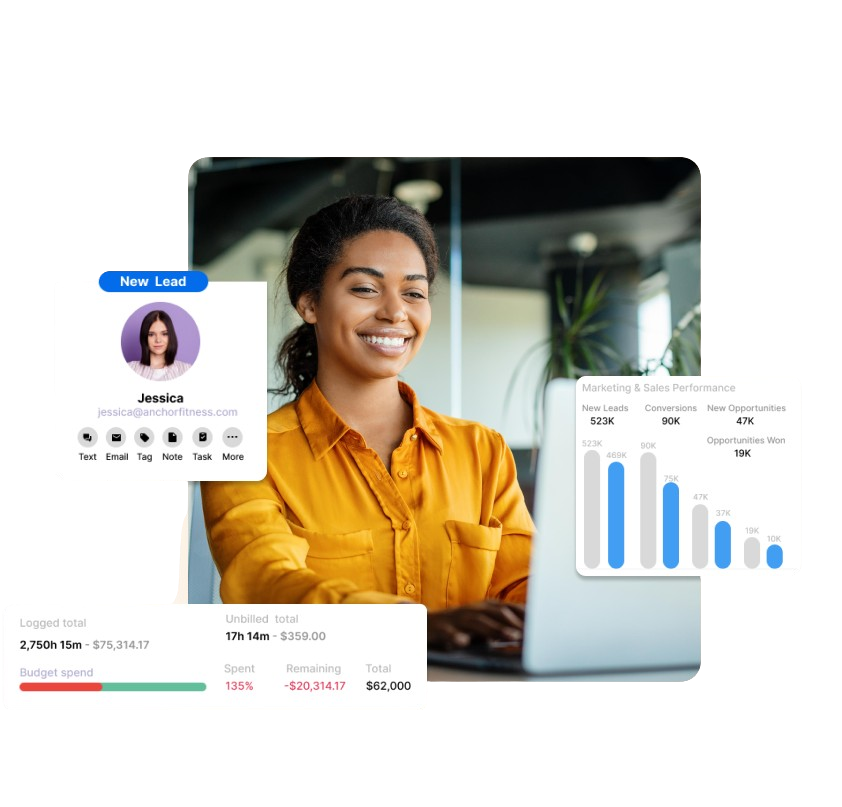 New Lead
Jessica
jessica@anchorfitness.com
Text Email Tag Note Task More
Marketing & Sales Performance
New Leads Conversions New Opportunities
523K 90K 47K
Opportunities Won
19K
523K 469K 90K 75K 47K 37K 19K 10K
Logged total
2,750h 15m - $75,314.17
Budget spend
Unbilled total
17h 14m - $359.00
Spent Remaining Total
135% -$20,314.17 $62,000